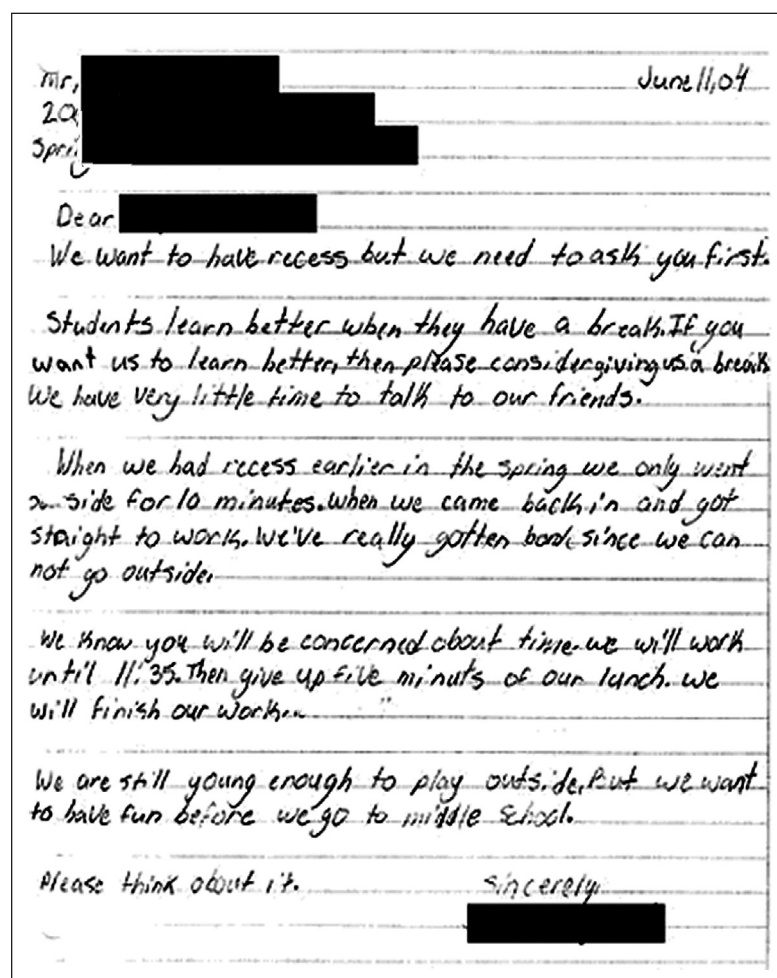 Mr, June 11, 04
20
Spri
Dear
We want to have recess but we need to ask you first.
Students learn better when they have a break. If you
want us to learn better, then please consider giving us a break
We have very little time to talk to our friends.
When we had recess earlier in the spring we only went
side for 10 minutes. when we came back in and got
staight to work. We've really gotten since we can
not go outside.
We know you will be concerned about time. we will work
until 11:35. Then give up five minuts of our lunch. we
will finish our work..
We are still young enough to play outside, But we want
to have fun before we go to middle school.
Please think about it. Sincerely,